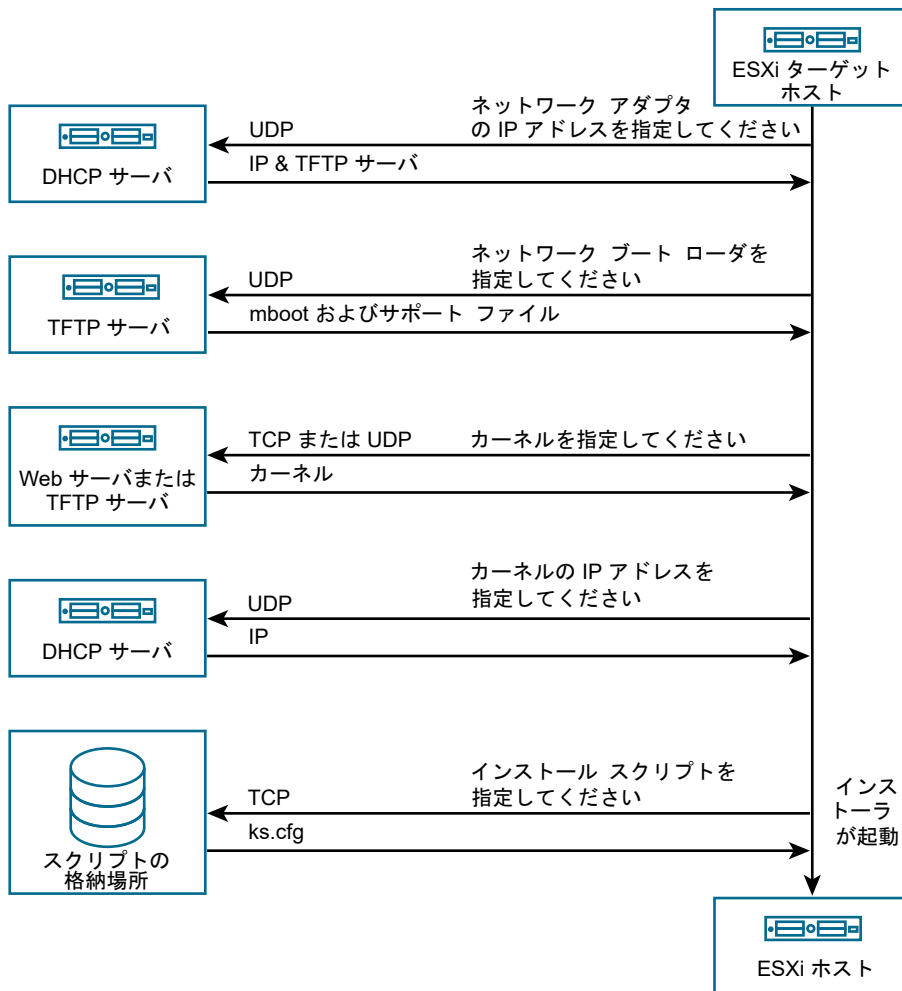 ESXi ターゲット
ホスト
ネットワーク アダプタ
UDP の IP アドレスを指定してください
IP & TFTP サーバ
DHCP サーバ
ネットワーク ブート ローダを
UDP 指定してください
mboot およびサポート ファイル
TFTP サーバ
TCP または UDP カーネルを指定してください
カーネル
Web サーバまたは
TFTP サーバ
カーネルの IP アドレスを
UDP 指定してください
IP
DHCP サーバ
インストール スクリプトを
TCP 指定してください
ks.cfg
スクリプトの
格納場所
インス
トーラ
が起動
ESXi ホスト